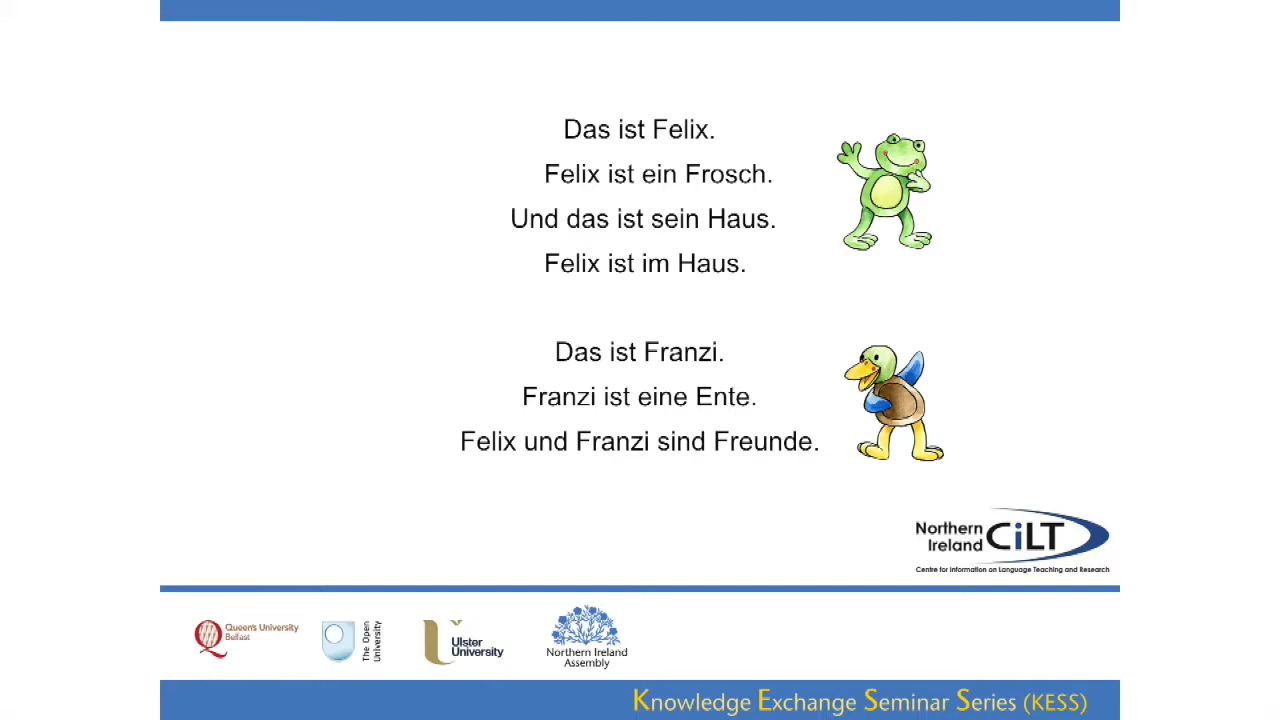 Das ist Felix.
Felix ist ein Frosch.
Und das ist sein Haus.
Felix ist im Haus.
Das ist Franzi.
Franzi ist eine Ente.
Felix und Franzi sind Freunde.
Northern
Ireland
CiLT
Centre for Information on Language Teaching and Research
Queen's University
Belfast
The Open
University
Ulster
University
Northern Ireland
Assembly
Knowledge Exchange Seminar Series (KESS)